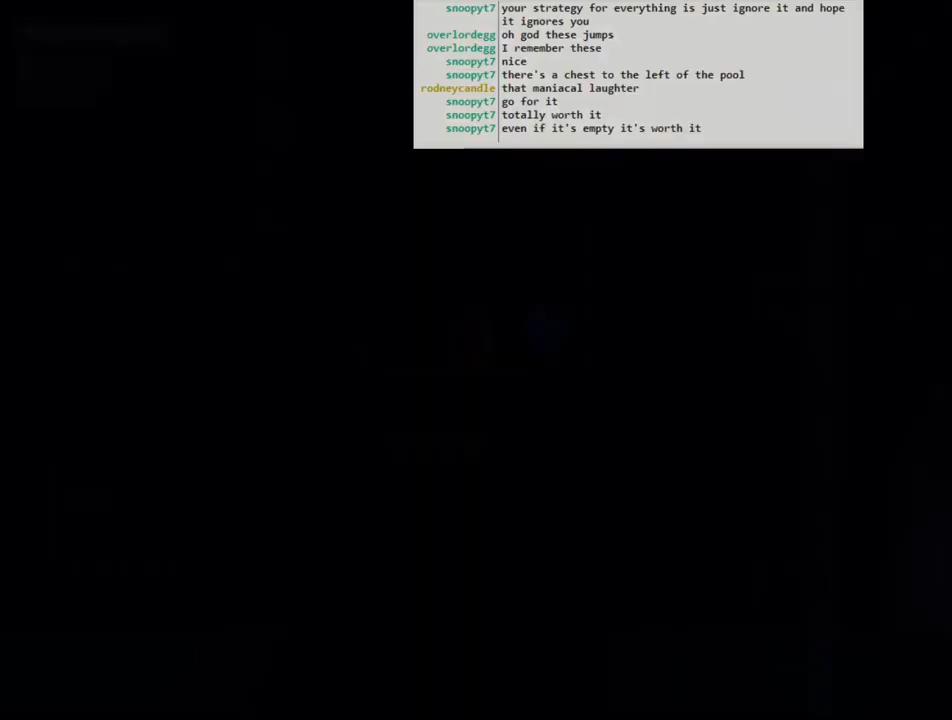 snoopyt7 your strategy for everything is just ignore it and hope
it ignores you
overlordegg oh god these jumps
overlordegg I remember these
snoopyt7 nice
snoopyt7 there's a chest to the left of the pool
rodneycandle that maniacal laughter
snoopyt7 go for it
snoopyt7 totally worth it
snoopyt7 even if it's empty it's worth it